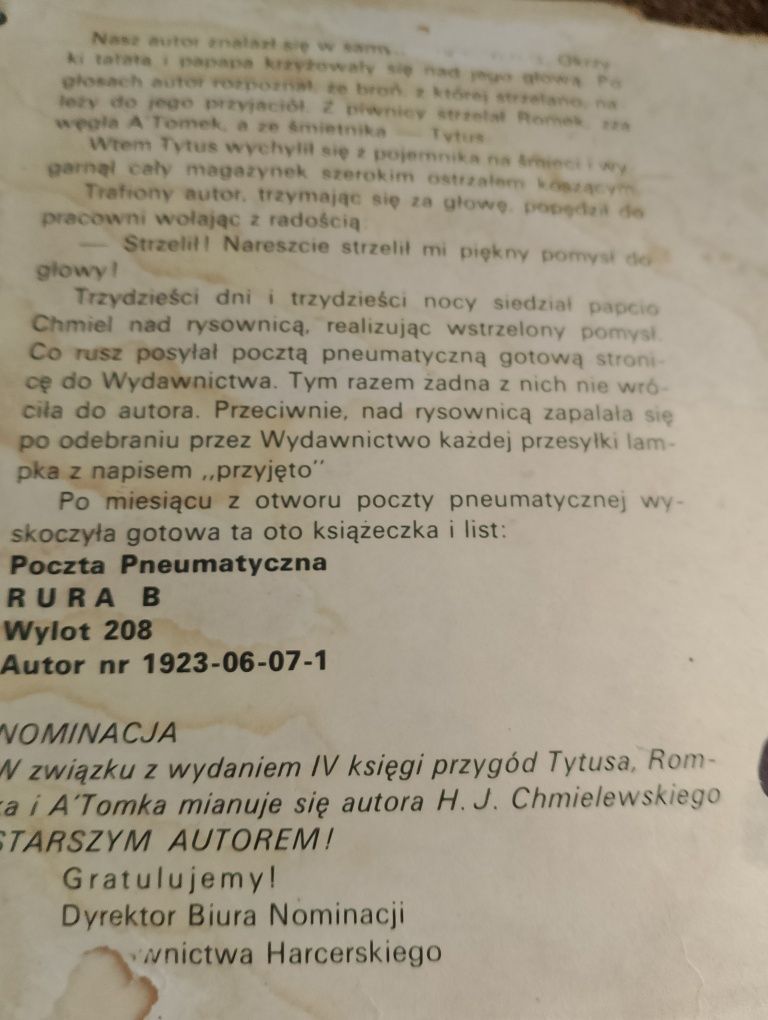 Nasz autor znalazł się w sam
ki tatata i papapa krzyżowały się nad jego głową. Po
głosach autor rozpoznał, że broń, z której strzelano, na
leży do jego przyjaciół. Z piwnicy strzelał Romek, zza
węgła A'Tomek, a ze śmietnika — Tytus.
Wtem Tytus wychylił się z pojemnika na śmieci i wy
garnął cały magazynek szerokim ostrzałem koszącym.
Trafiony autor, trzymając się za głowę, popędził do
pracowni wołając z radością:
— Strzelił! Nareszcie strzelił mi piękny pomysł do
głowy!
Trzydzieści dni i trzydzieści nocy siedział papcio
Chmiel nad rysownicą, realizując wstrzelony pomysł.
Co rusz posyłał pocztą pneumatyczną gotową stroni-
cę do Wydawnictwa. Tym razem żadna z nich nie wró-
ciła do autora. Przeciwnie, nad rysownicą zapalała się
po odebraniu przez Wydawnictwo każdej przesyłki lam-
pka z napisem ,,przyjęto"
Po miesiącu z otworu poczty pneumatycznej wy-
skoczyła gotowa ta oto książeczka i list:
Poczta Pneumatyczna
RURA B
Wylot 208
Autor nr 1923-06-07-1
NOMINACJA
W związku z wydaniem IV księgi przygód Tytusa, Rom-
ka i A'Tomka mianuje się autora H. J. Chmielewskiego
STARSZYM AUTOREM!
Gratulujemy!
Dyrektor Biura Nominacji
wnictwa Harcerskiego